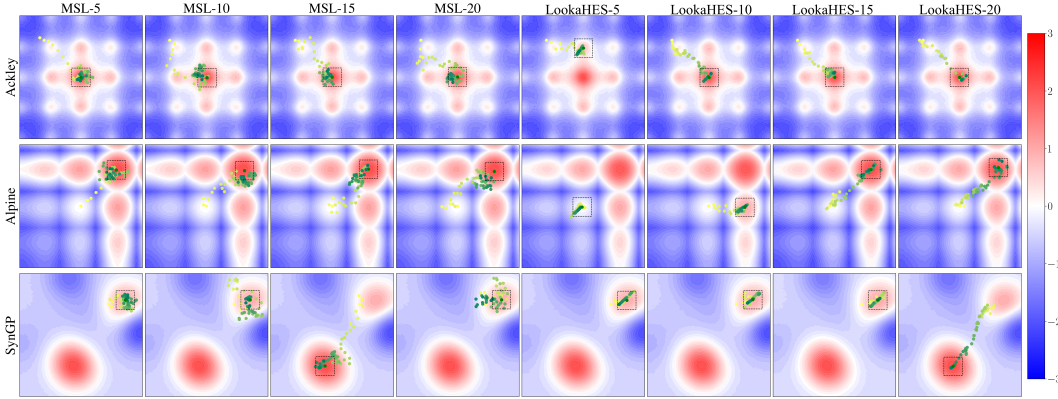 MSL-5 MSL-10 MSL-15 MSL-20 LookaHES-5 LookaHES-10 LookaHES-15 LookaHES-20
Ackley
Alpine
SynGP
3
2
1
0
−1
−2
−3